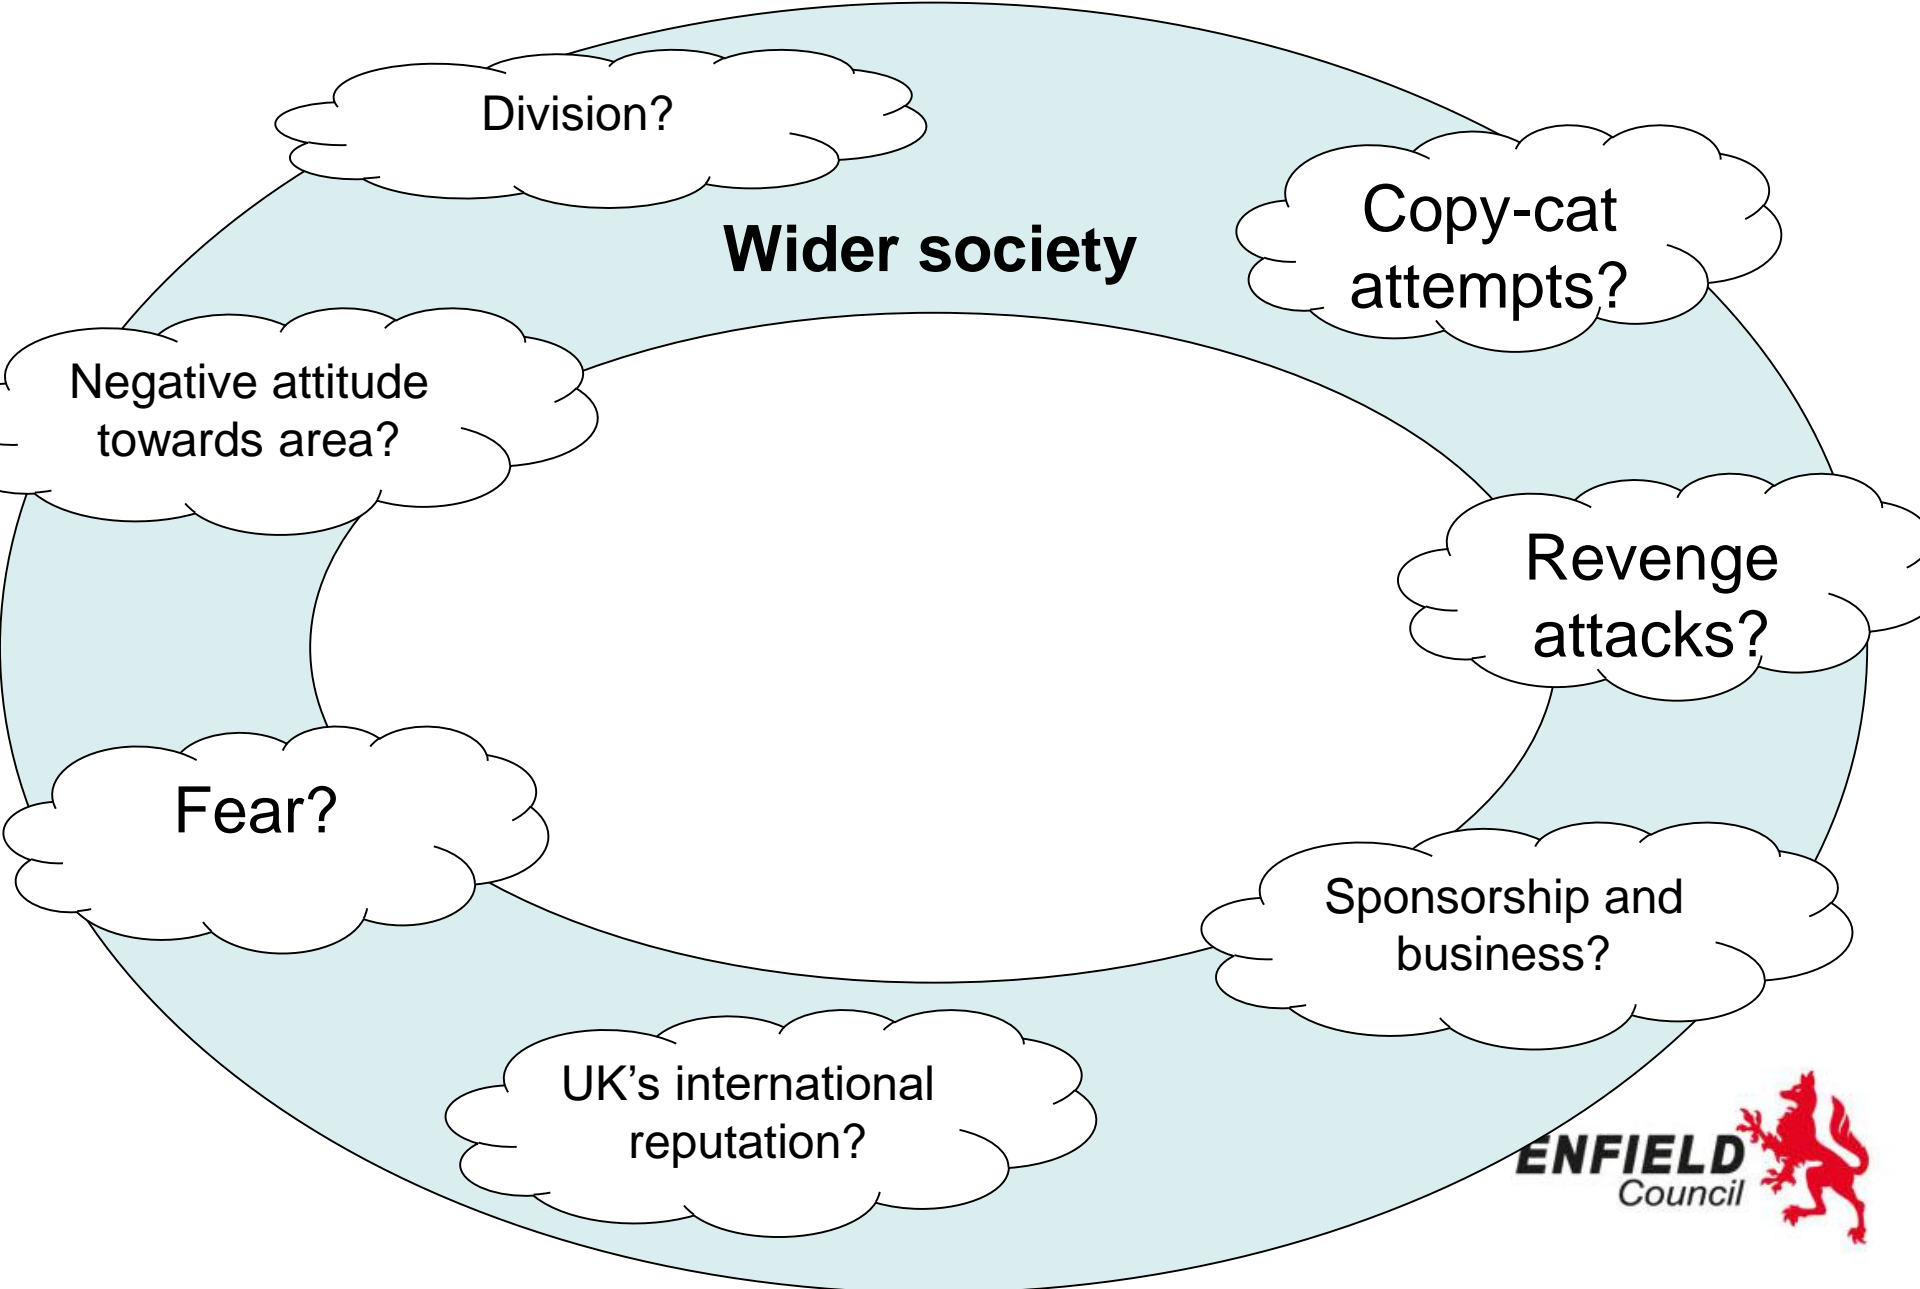 Division?
Wider society
Copy-cat
attempts?
Negative attitude
towards area?
Revenge
attacks?
Fear?
Sponsorship and
business?
UK’s international
reputation?
ENFIELD
Council